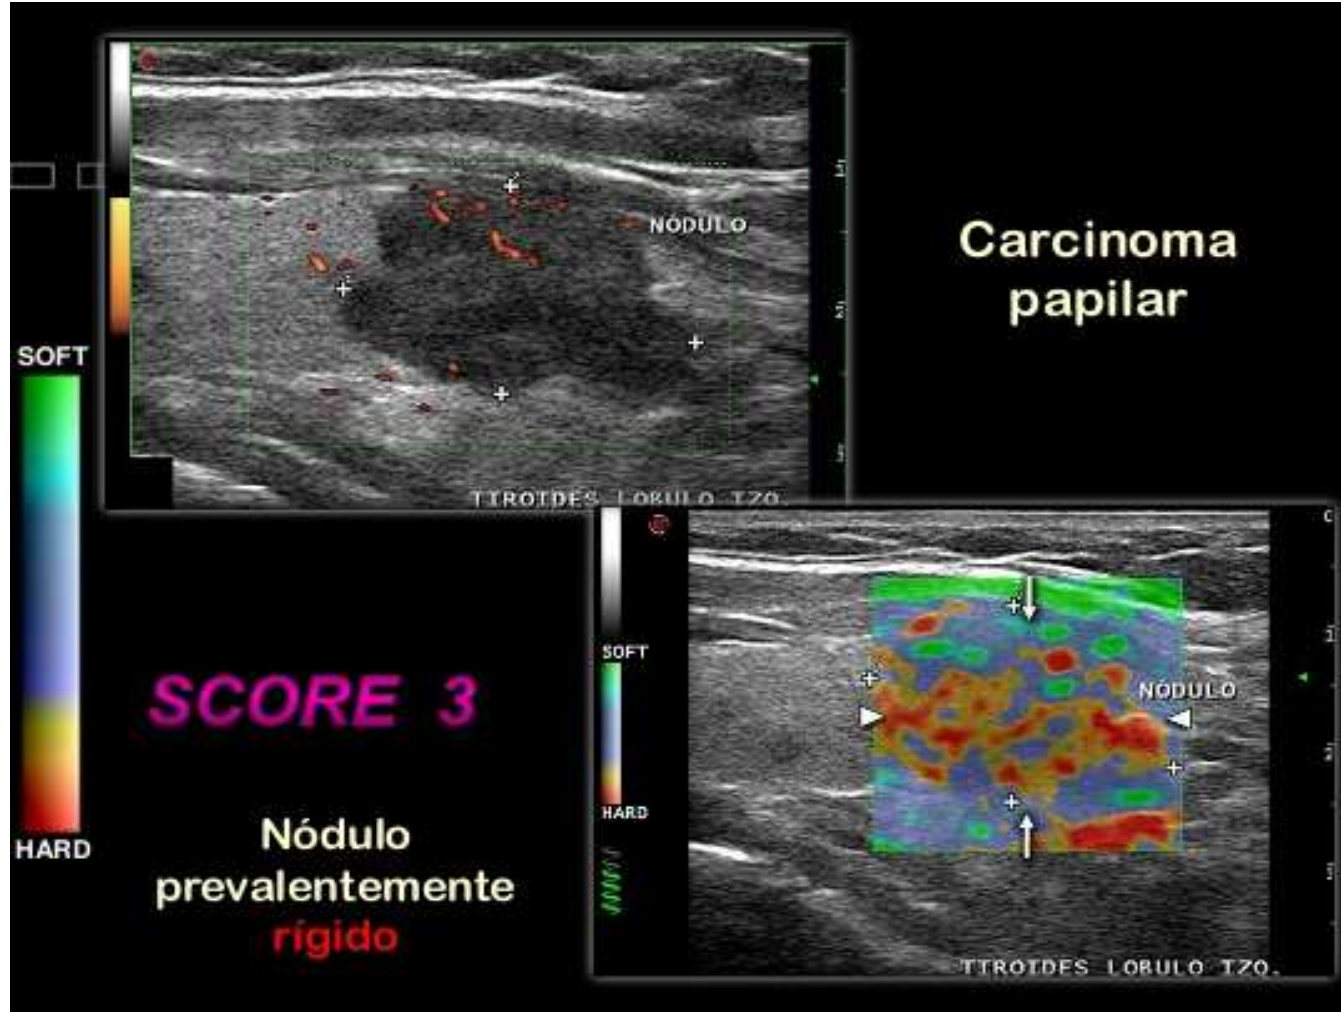 NÓDULO
TIROIDES LOBULO IZQ.
Carcinoma
papilar
SOFT
HARD
SCORE 3
Nódulo
prevalentemente
rígido
SOFT
HARD
NÓDULO
TIROIDES LOBULO IZQ.